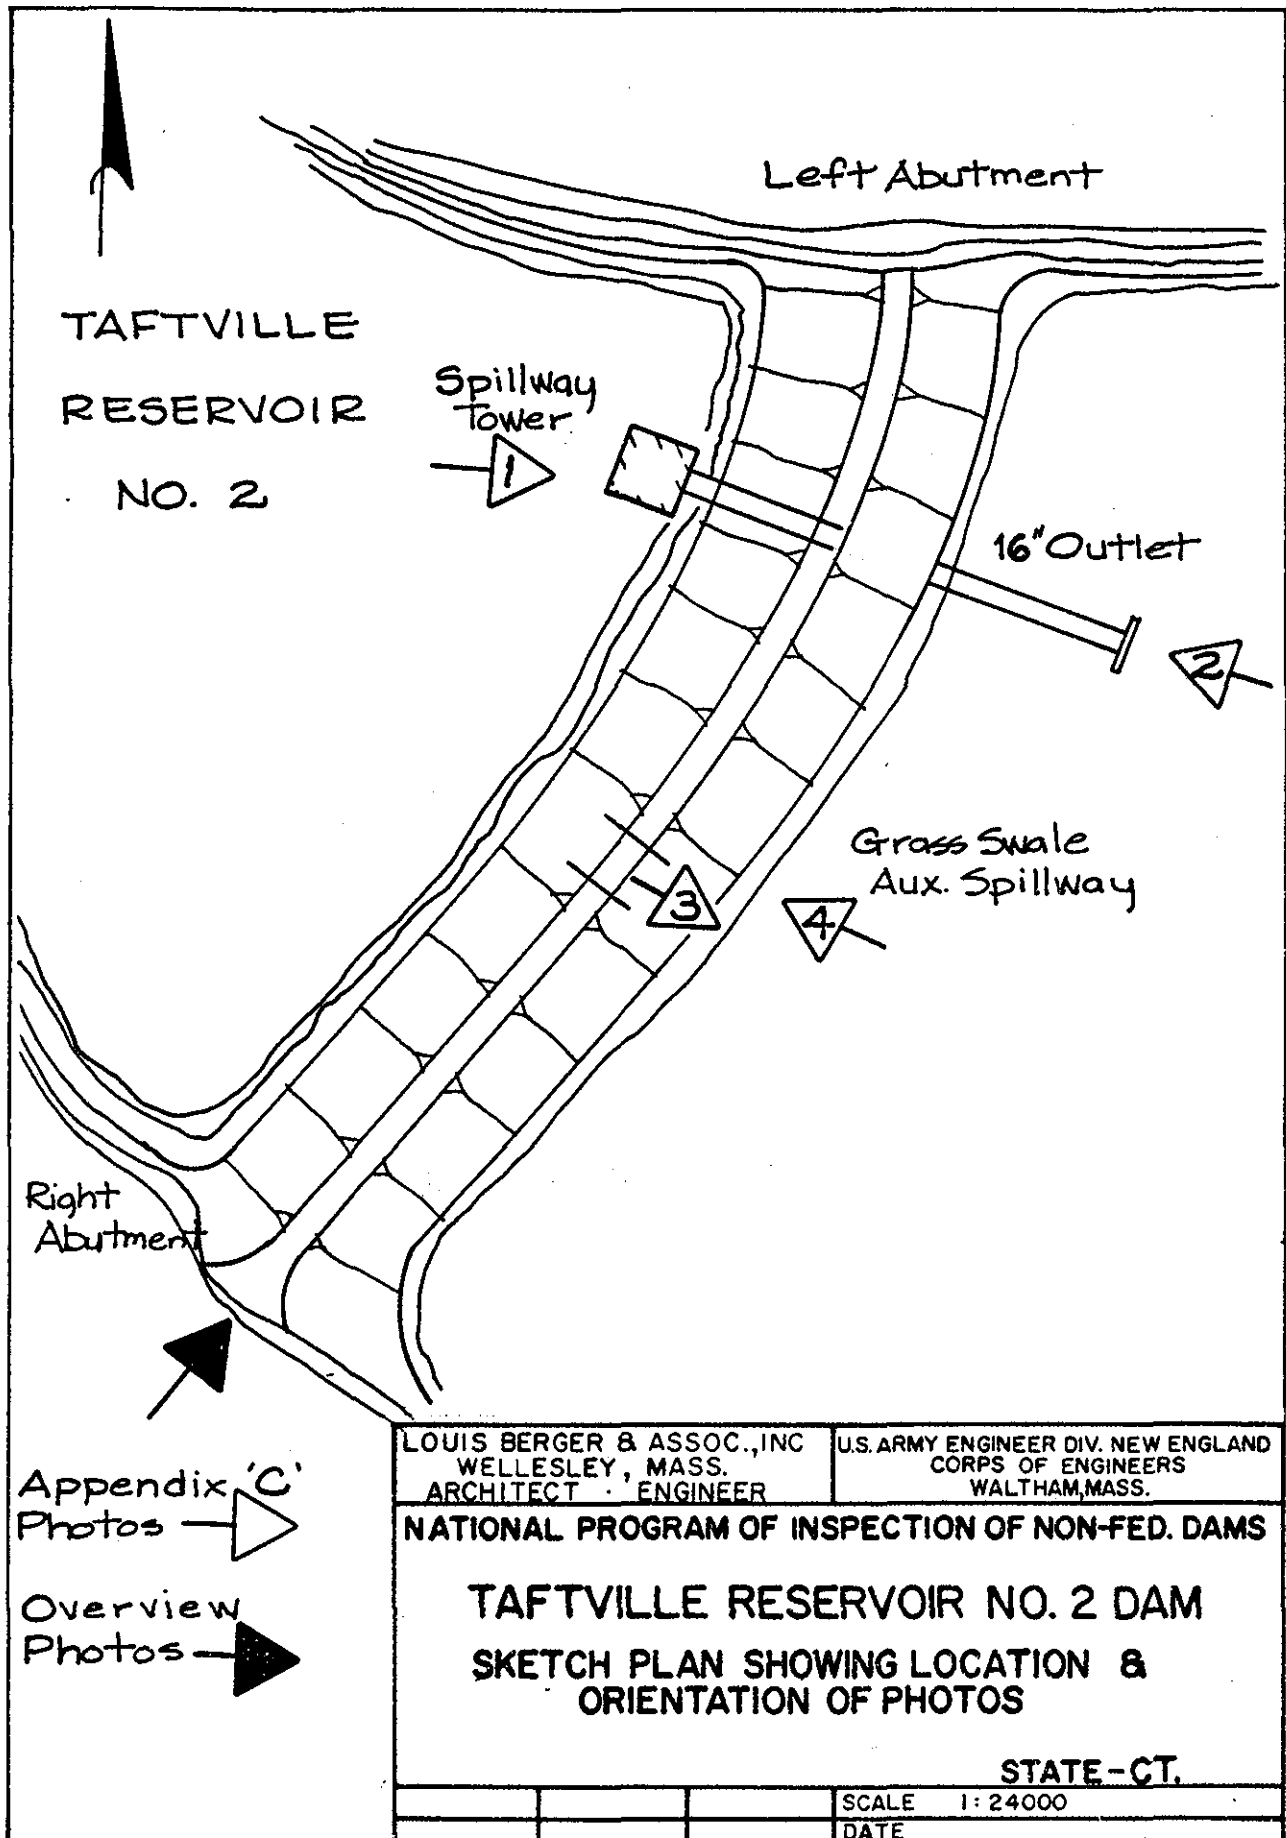 Left Abutment
TAFTVILLE
RESERVOIR
NO. 2
Spillway
Tower
1
16" Outlet
2
Grass Swale
Aux. Spillway
3
4
Right
Abutment
Appendix 'C'
Photos
Overview
Photos
LOUIS BERGER & ASSOC., INC
WELLESLEY, MASS.
ARCHITECT · ENGINEER
U.S. ARMY ENGINEER DIV. NEW ENGLAND
CORPS OF ENGINEERS
WALTHAM, MASS.
NATIONAL PROGRAM OF INSPECTION OF NON-FED. DAMS
TAFTVILLE RESERVOIR NO. 2 DAM
SKETCH PLAN SHOWING LOCATION &
ORIENTATION OF PHOTOS
STATE-CT.
SCALE 1:24000
DATE